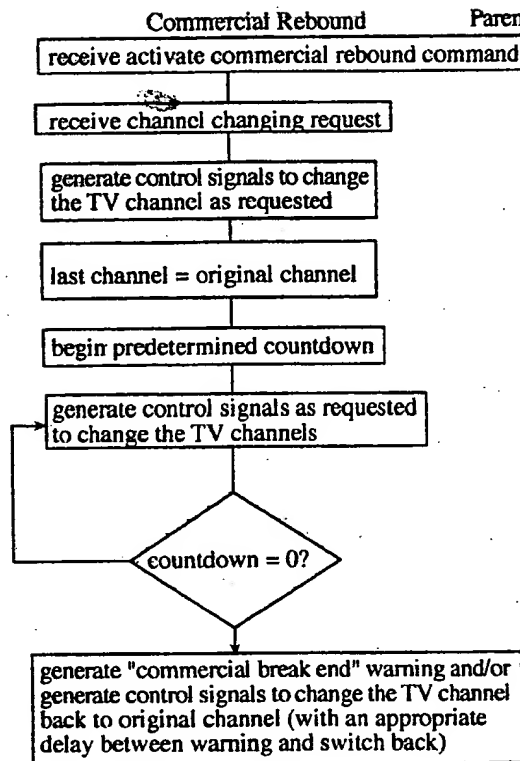 Commercial Rebound
Paren
receive activate commercial rebound command
receive channel changing request
generate control signals to change
the TV channel as requested
last channel = original channel
begin predetermined countdown
generate control signals as requested
to change the TV channels
countdown = 0?
generate "commercial break end" warning and/or
generate control signals to change the TV channel
back to original channel (with an appropriate
delay between warning and switch back)